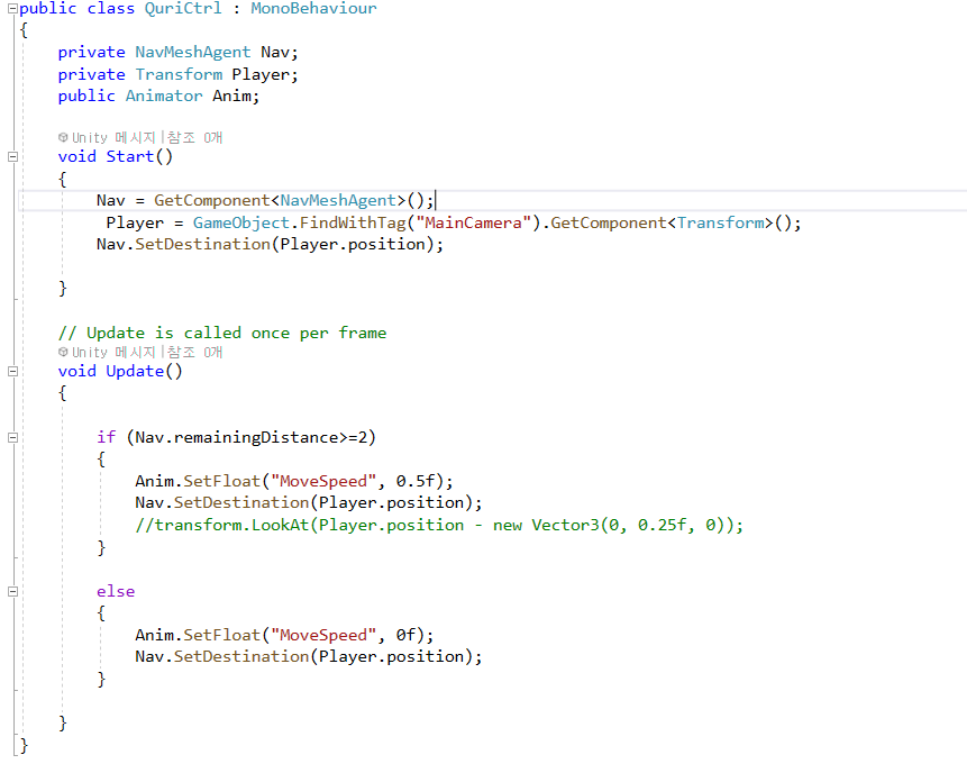 public class QuriCtrl : MonoBehaviour
{
    private NavMeshAgent Nav;
    private Transform Player;
    public Animator Anim;

    Unity 메시지|참조 0개
    void Start()
    {
        Nav = GetComponent<NavMeshAgent>();
         Player = GameObject.FindWithTag("MainCamera").GetComponent<Transform>();
        Nav.SetDestination(Player.position);

    }

    // Update is called once per frame
    Unity 메시지|참조 0개
    void Update()
    {

        if (Nav.remainingDistance>=2)
        {
            Anim.SetFloat("MoveSpeed", 0.5f);
            Nav.SetDestination(Player.position);
            //transform.LookAt(Player.position - new Vector3(0, 0.25f, 0));
        }

        else
        {
            Anim.SetFloat("MoveSpeed", 0f);
            Nav.SetDestination(Player.position);
        }

    }
}